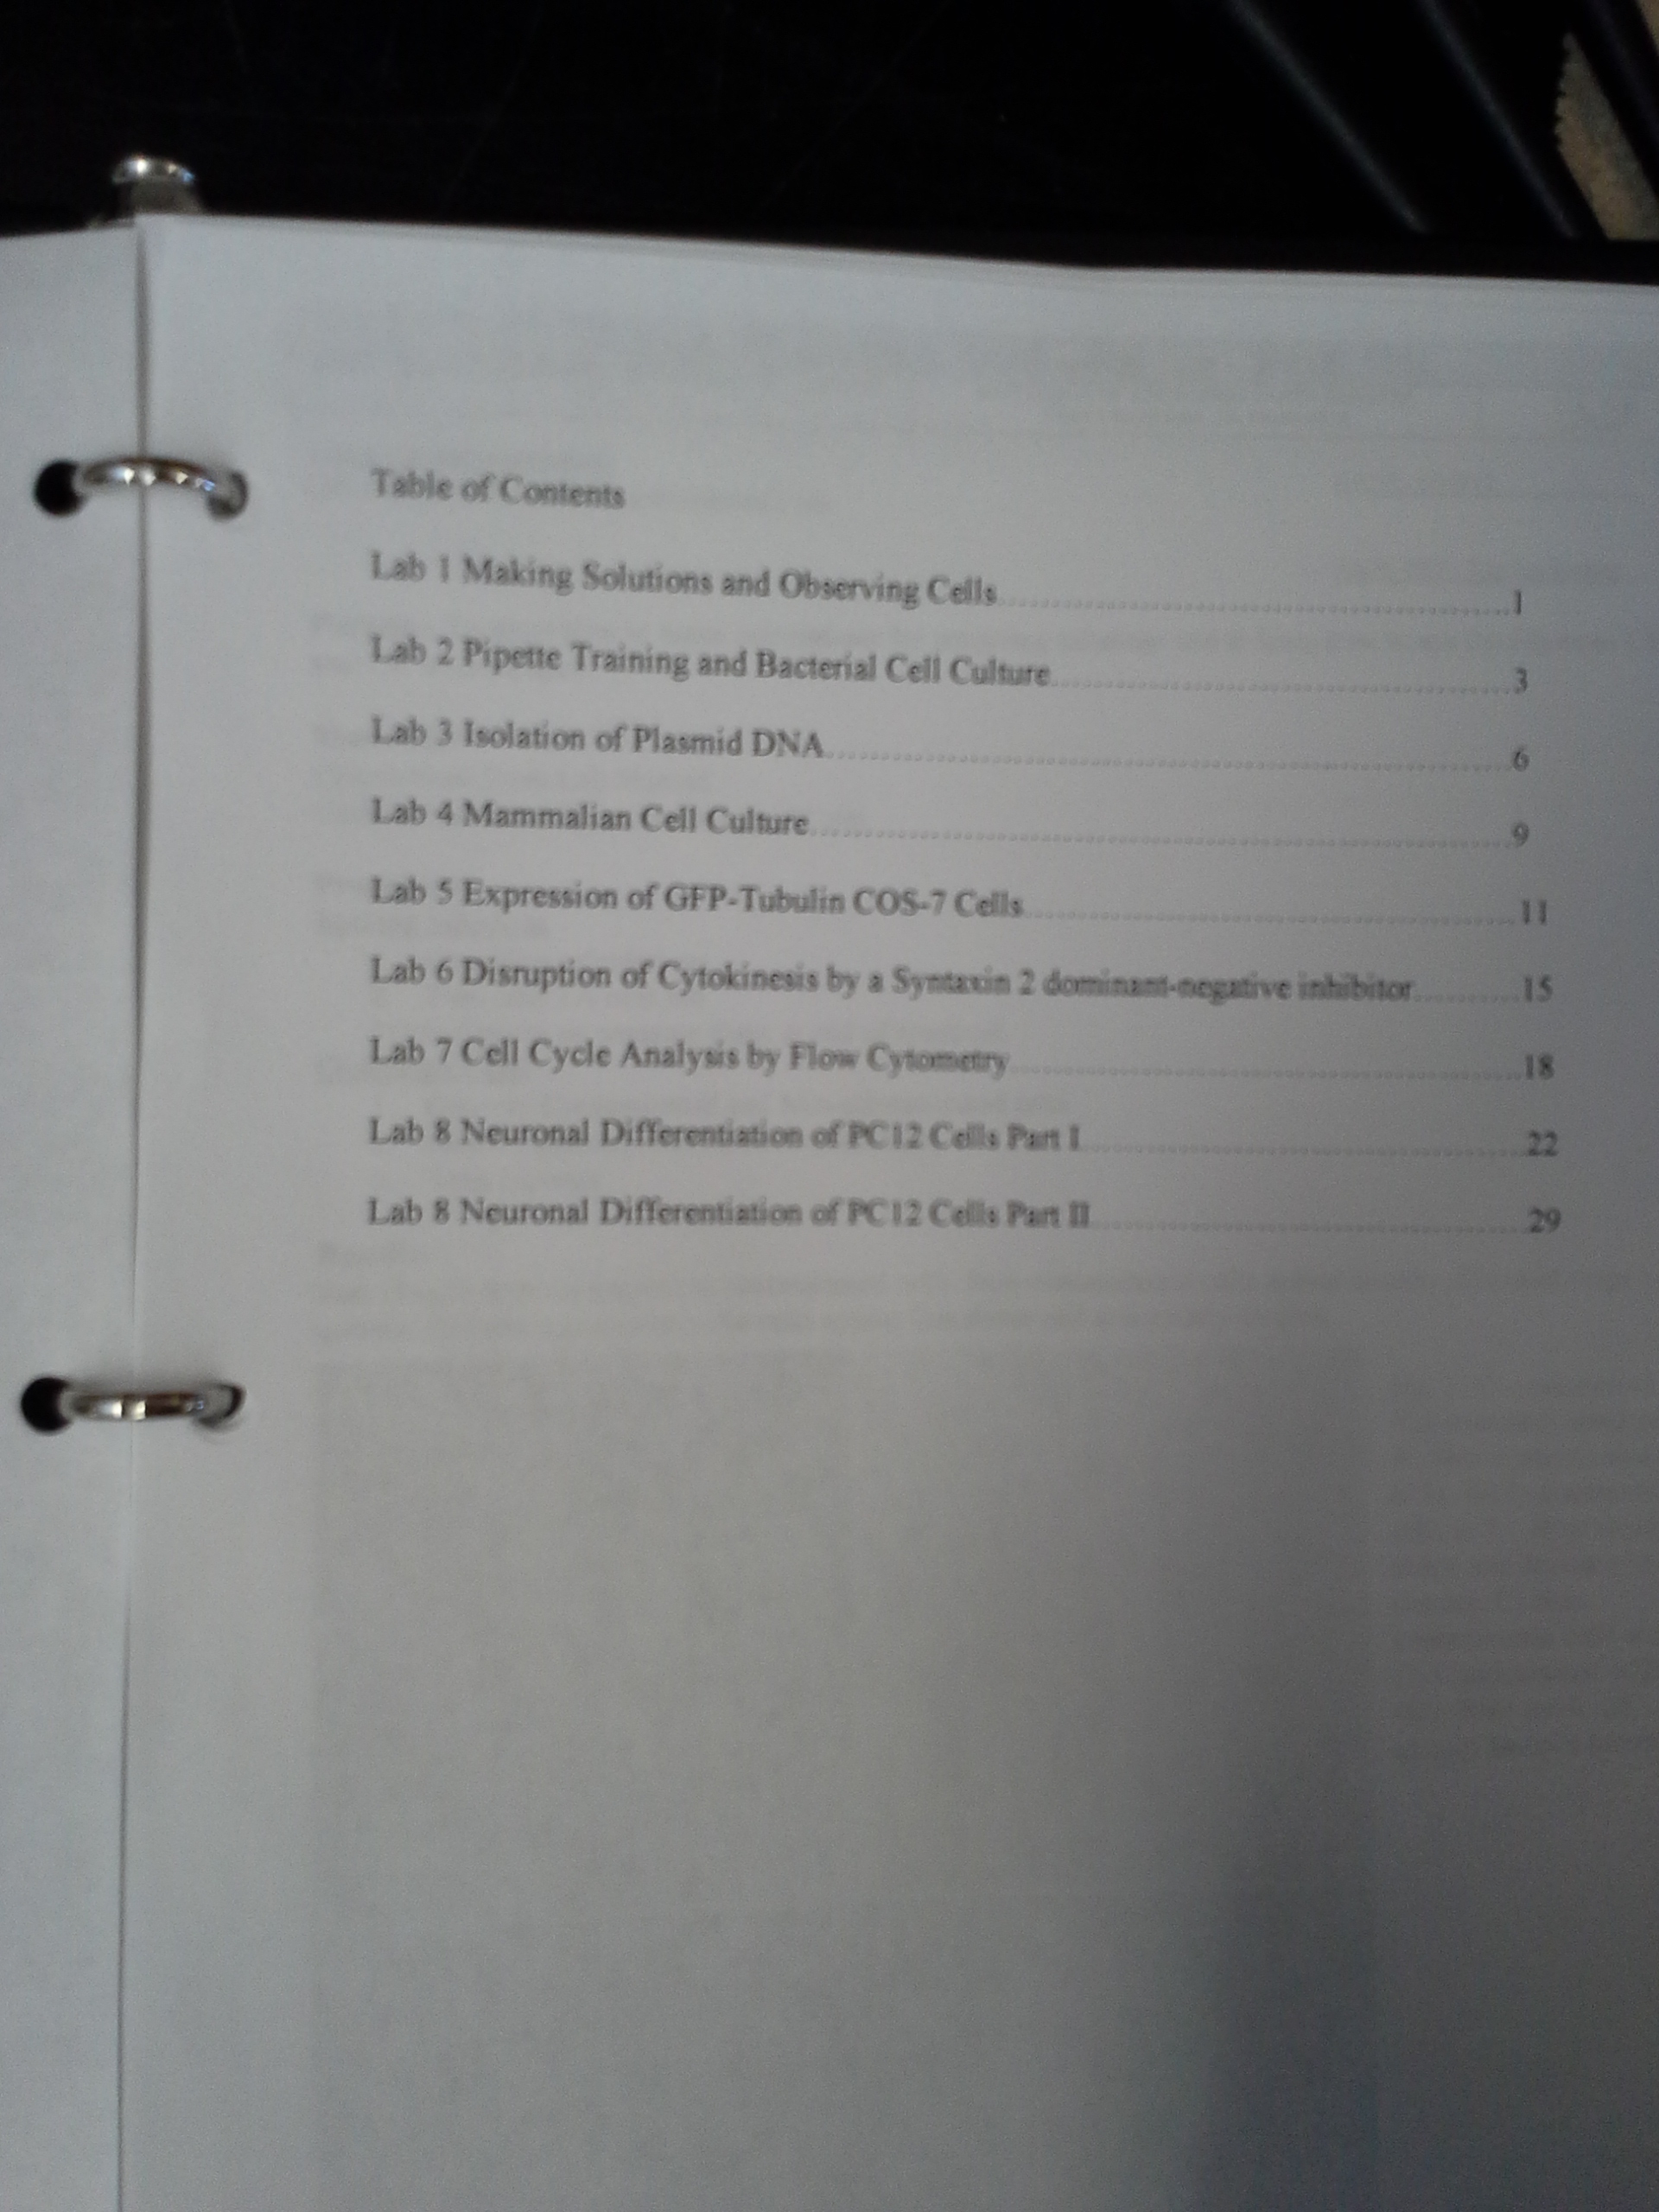 Table of Contents
Lab 1 Making Solutions and Observing Cells..........1
Lab 2 Pipette Training and Bacterial Cell Culture..........3
Lab 3 Isolation of Plasmid DNA..........6
Lab 4 Mammalian Cell Culture..........9
Lab 5 Expression of GFP-Tubulin COS-7 Cells..........11
Lab 6 Disruption of Cytokinesis by a Syntaxin 2 dominant-negative inhibitor..........15
Lab 7 Cell Cycle Analysis by Flow Cytometry..........18
Lab 8 Neuronal Differentiation of PC12 Cells Part I..........22
Lab 8 Neuronal Differentiation of PC12 Cells Part II..........29